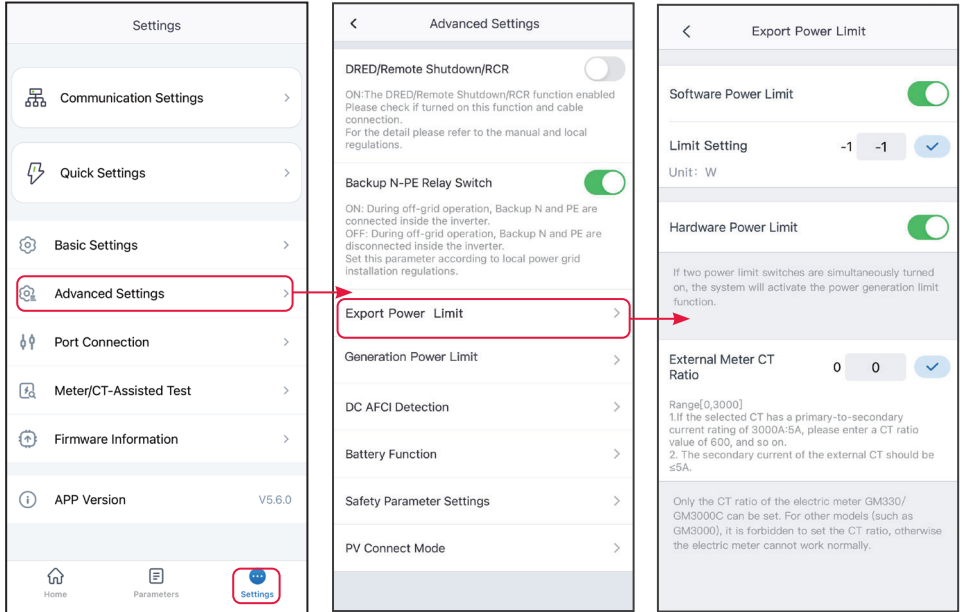 Settings
Communication Settings
Quick Settings
Basic Settings
Advanced Settings
Port Connection
Meter/CT-Assisted Test
Firmware Information
APP Version V5.6.0
Home Parameters Settings
Advanced Settings
DRED/Remote Shutdown/RCR
ON:The DRED/Remote Shutdown/RCR function enabled
Please check if turned on this function and cable
connection.
For the detail please refer to the manual and local
regulations.
Backup N-PE Relay Switch
ON: During off-grid operation, Backup N and PE are
connected inside the inverter.
OFF: During off-grid operation, Backup N and PE are
disconnected inside the inverter.
Set this parameter according to local power grid
installation regulations.
Export Power Limit
Generation Power Limit
DC AFCI Detection
Battery Function
Safety Parameter Settings
PV Connect Mode
Export Power Limit
Software Power Limit
Limit Setting -1 -1
Unit: W
Hardware Power Limit
If two power limit switches are simultaneously turned
on, the system will activate the power generation limit
function.
External Meter CT
Ratio 0 0
Range[0,3000]
1.If the selected CT has a primary-to-secondary
current rating of 3000A:5A, please enter a CT ratio
value of 600, and so on.
2. The secondary current of the external CT should be
≤5A.
Only the CT ratio of the electric meter GM330/
GM3000C can be set. For other models (such as
GM3000), it is forbidden to set the CT ratio, otherwise
the electric meter cannot work normally.